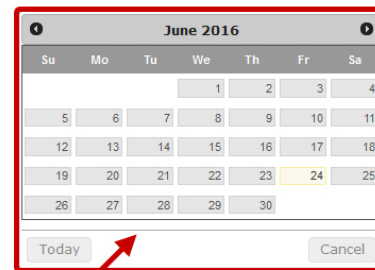 June 2016
Su Mo Tu We Th Fr Sa
1 2 3 4
5 6 7 8 9 10 11
12 13 14 15 16 17 18
19 20 21 22 23 24 25
26 27 28 29 30
Today Cancel